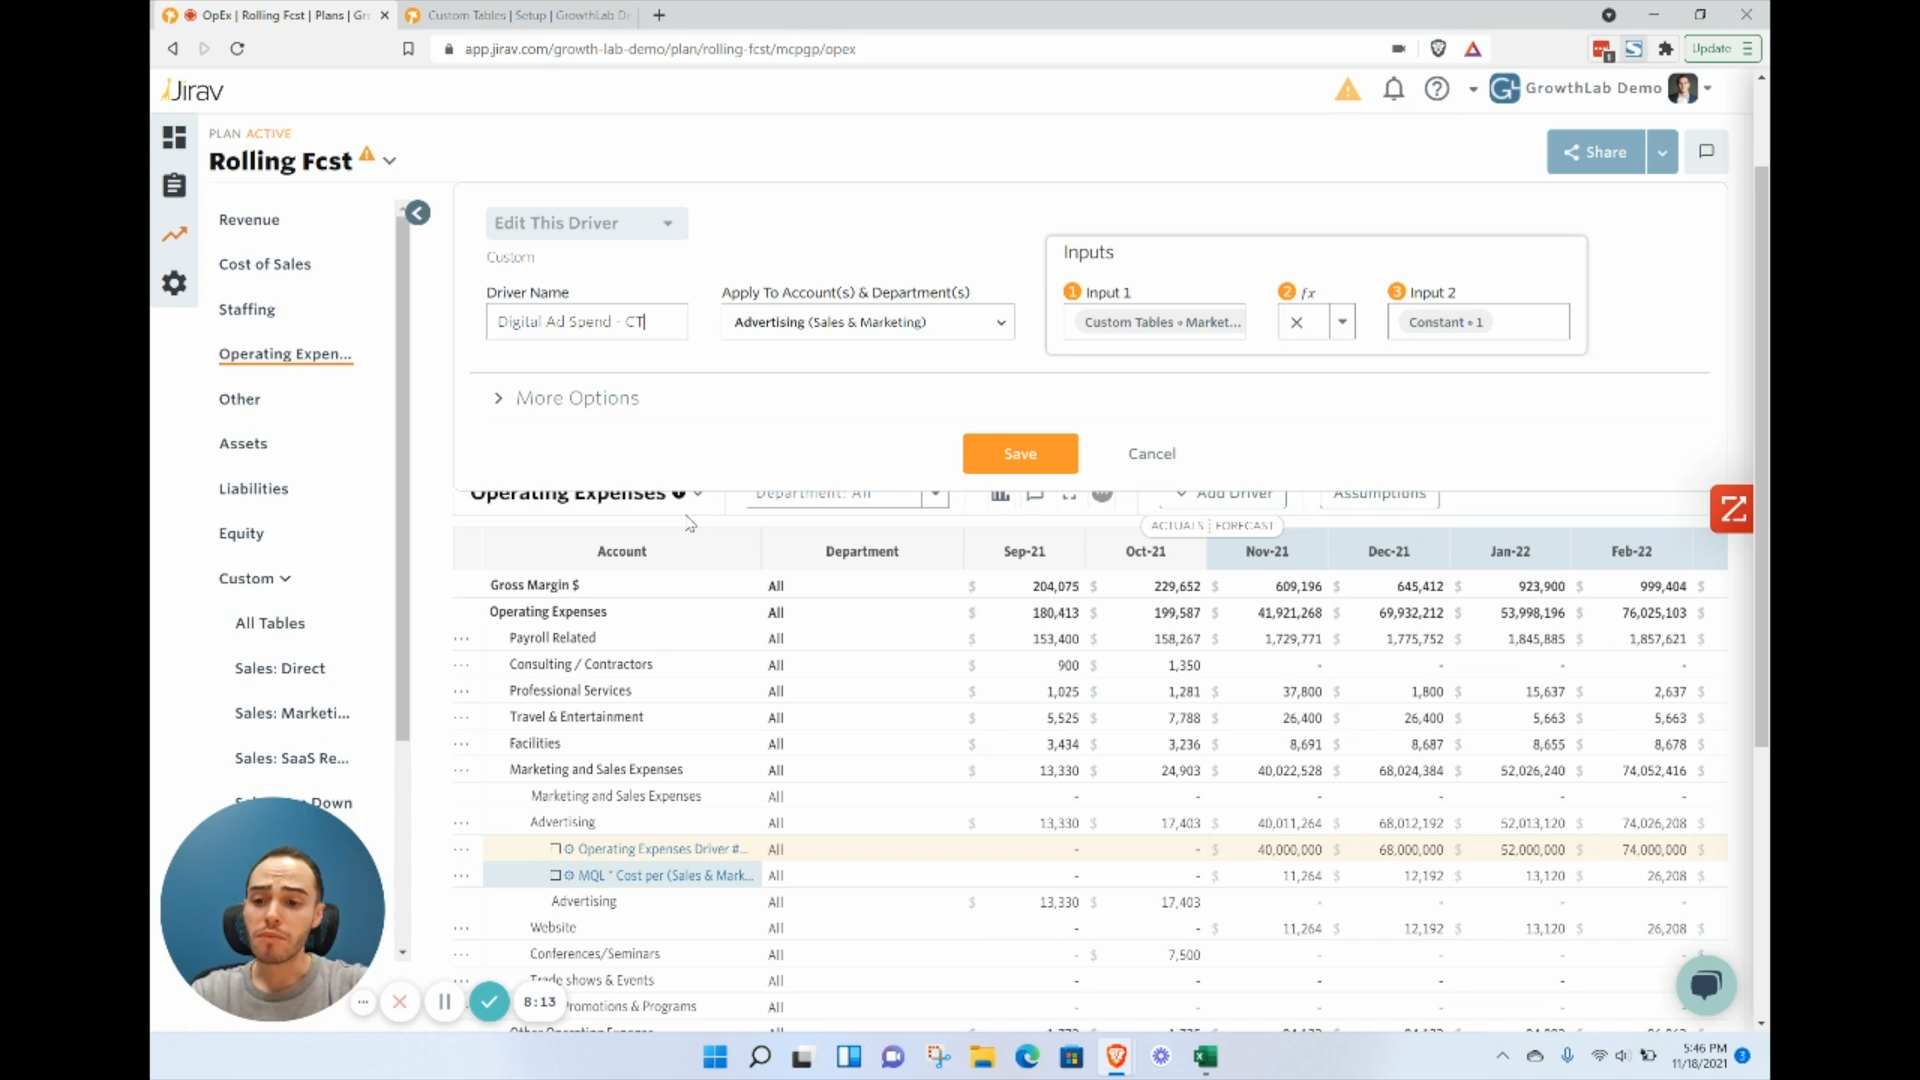 OpEx | Rolling Fcst | Plans | Gr
Custom Tables | Setup | GrowthLab De
app.jirav.com/growth-lab-demo/plan/rolling-fcst/mcpgp/opex
Update
Jirav
GrowthLab Demo
PLAN ACTIVE
Rolling Fcst
Share
Revenue
Cost of Sales
Staffing
Operating Expen...
Other
Assets
Liabilities
Equity
Custom
All Tables
Sales: Direct
Sales: Marketi...
Sales: SaaS Re...
Down
Edit This Driver
Custom
Driver Name
Digital Ad Spend - CT
Apply To Account(s) & Department(s)
Advertising (Sales & Marketing)
Inputs
1 Input 1
2 fx
3 Input 2
Custom Tables • Market...
Constant • 1
More Options
Save
Cancel
Operating Expenses
Department: All
Add Driver
Assumptions
ACTUALS FORECAST
Account Department Sep-21 Oct-21 Nov-21 Dec-21 Jan-22 Feb-22
Gross Margin $ All $ 204,075 $ 229,652 $ 609,196 $ 645,412 $ 923,900 $ 999,404 $
Operating Expenses All $ 180,413 $ 199,587 $ 41,921,268 $ 69,932,212 $ 53,998,196 $ 76,025,103 $
... Payroll Related All $ 153,400 $ 158,267 $ 1,729,771 $ 1,775,752 $ 1,845,885 $ 1,857,621 $
... Consulting / Contractors All $ 900 $ 1,350 - - - -
... Professional Services All $ 1,025 $ 1,281 $ 37,800 $ 1,800 $ 15,637 $ 2,637 $
... Travel & Entertainment All $ 5,525 $ 7,788 $ 26,400 $ 26,400 $ 5,663 $ 5,663 $
... Facilities All $ 3,434 $ 3,236 $ 8,691 $ 8,687 $ 8,655 $ 8,678 $
... Marketing and Sales Expenses All $ 13,330 $ 24,903 $ 40,022,528 $ 68,024,384 $ 52,026,240 $ 74,052,416 $
Marketing and Sales Expenses All - - - - - -
... Advertising All $ 13,330 $ 17,403 $ 40,011,264 $ 68,012,192 $ 52,013,120 $ 74,026,208 $
... Operating Expenses Driver #... All - - $ 40,000,000 $ 68,000,000 $ 52,000,000 $ 74,000,000 $
... MQL * Cost per (Sales & Mark... All - - $ 11,264 $ 12,192 $ 13,120 $ 26,208 $
Advertising All $ 13,330 $ 17,403 - - - -
... Website All - - $ 11,264 $ 12,192 $ 13,120 $ 26,208 $
... Conferences/Seminars All - $ 7,500 - - - -
... Trade shows & Events All - - - - - -
Promotions & Programs All - - - - - -
8:13
5:46 PM
11/18/2021
3